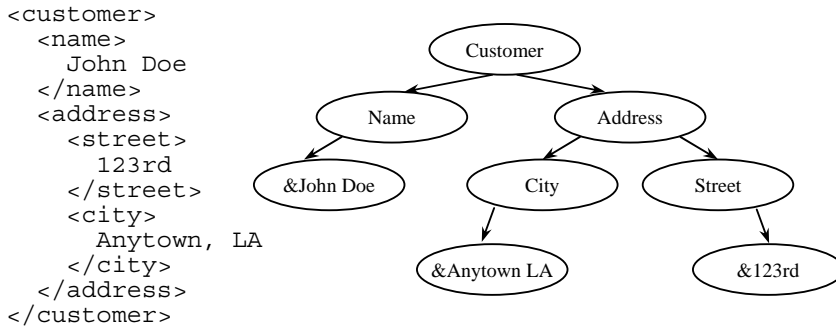 <customer>
<name>
John Doe
</name>
<address>
<street>
123rd
</street>
<city>
Anytown, LA
</city>
</address>
</customer>
Customer
Name
Address
&John Doe
City
Street
&Anytown LA
&123rd